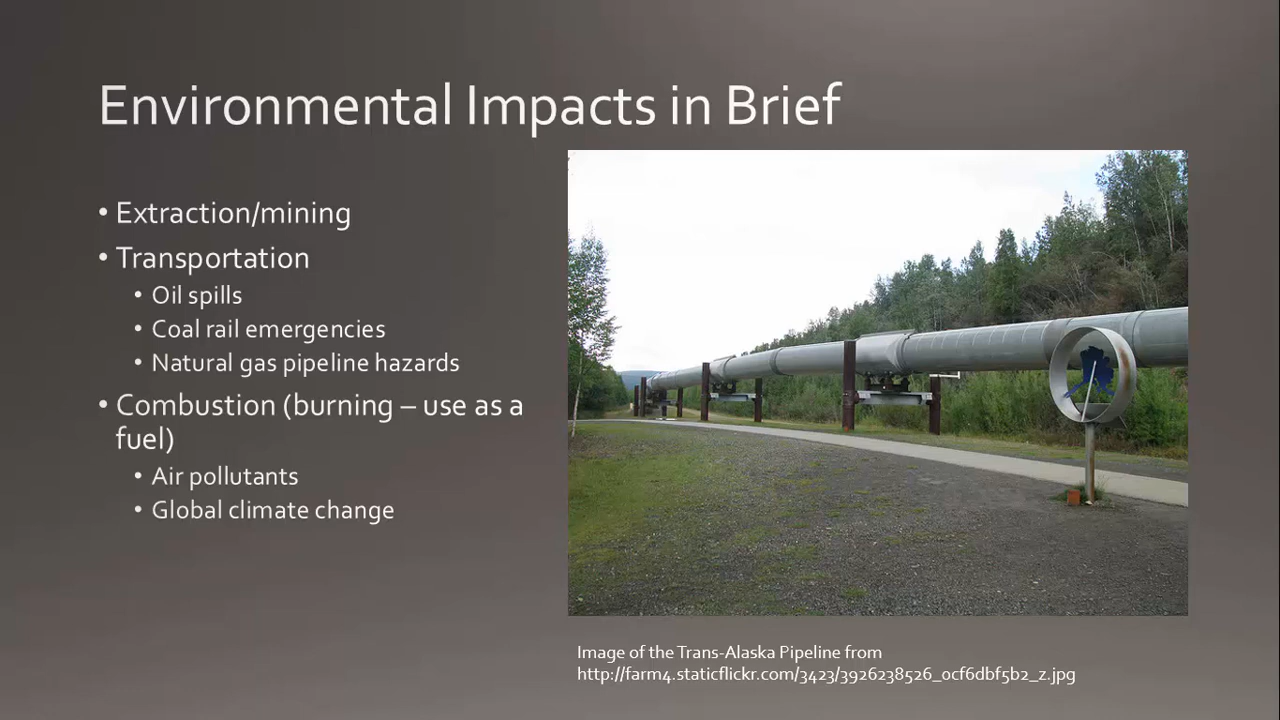 Environmental Impacts in Brief
• Extraction/mining
• Transportation
• Oil spills
• Coal rail emergencies
• Natural gas pipeline hazards
• Combustion (burning – use as a
fuel)
• Air pollutants
• Global climate change
Image of the Trans-Alaska Pipeline from
http://farm4.staticflickr.com/3423/3926238526_0cf6dbf5b2_z.jpg